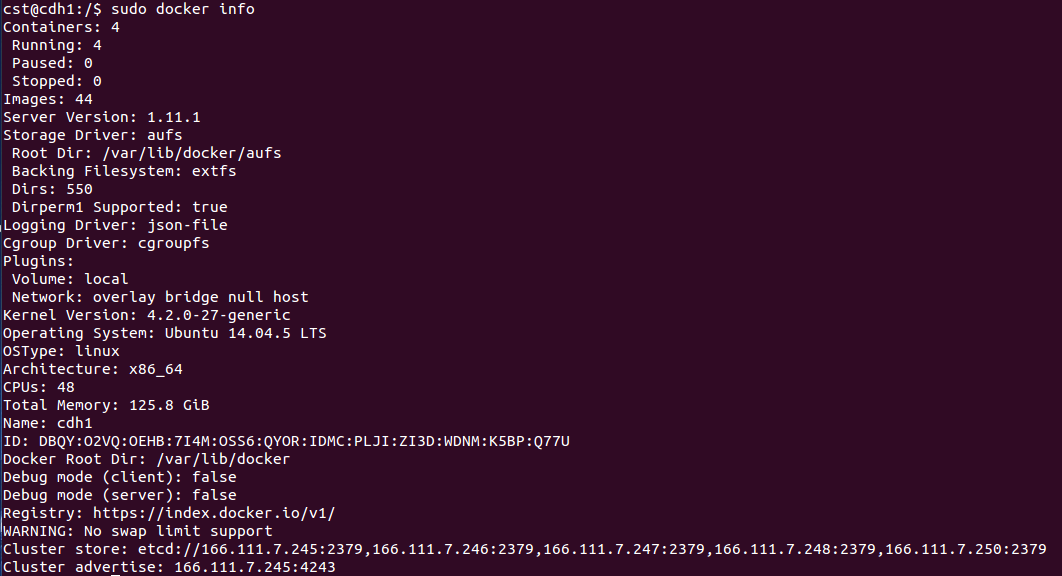 cst@cdh1:/$ sudo docker info
Containers: 4
 Running: 4
 Paused: 0
 Stopped: 0
Images: 44
Server Version: 1.11.1
Storage Driver: aufs
 Root Dir: /var/lib/docker/aufs
 Backing Filesystem: extfs
 Dirs: 550
 Dirperm1 Supported: true
Logging Driver: json-file
Cgroup Driver: cgroupfs
Plugins:
 Volume: local
 Network: overlay bridge null host
Kernel Version: 4.2.0-27-generic
Operating System: Ubuntu 14.04.5 LTS
OSType: linux
Architecture: x86_64
CPUs: 48
Total Memory: 125.8 GiB
Name: cdh1
ID: DBQY:O2VQ:OEHB:7I4M:OSS6:QYOR:IDMC:PLJI:ZI3D:WDNM:K5BP:Q77U
Docker Root Dir: /var/lib/docker
Debug mode (client): false
Debug mode (server): false
Registry: https://index.docker.io/v1/
WARNING: No swap limit support
Cluster store: etcd://166.111.7.245:2379,166.111.7.246:2379,166.111.7.247:2379,166.111.7.248:2379,166.111.7.250:2379
Cluster advertise: 166.111.7.245:4243